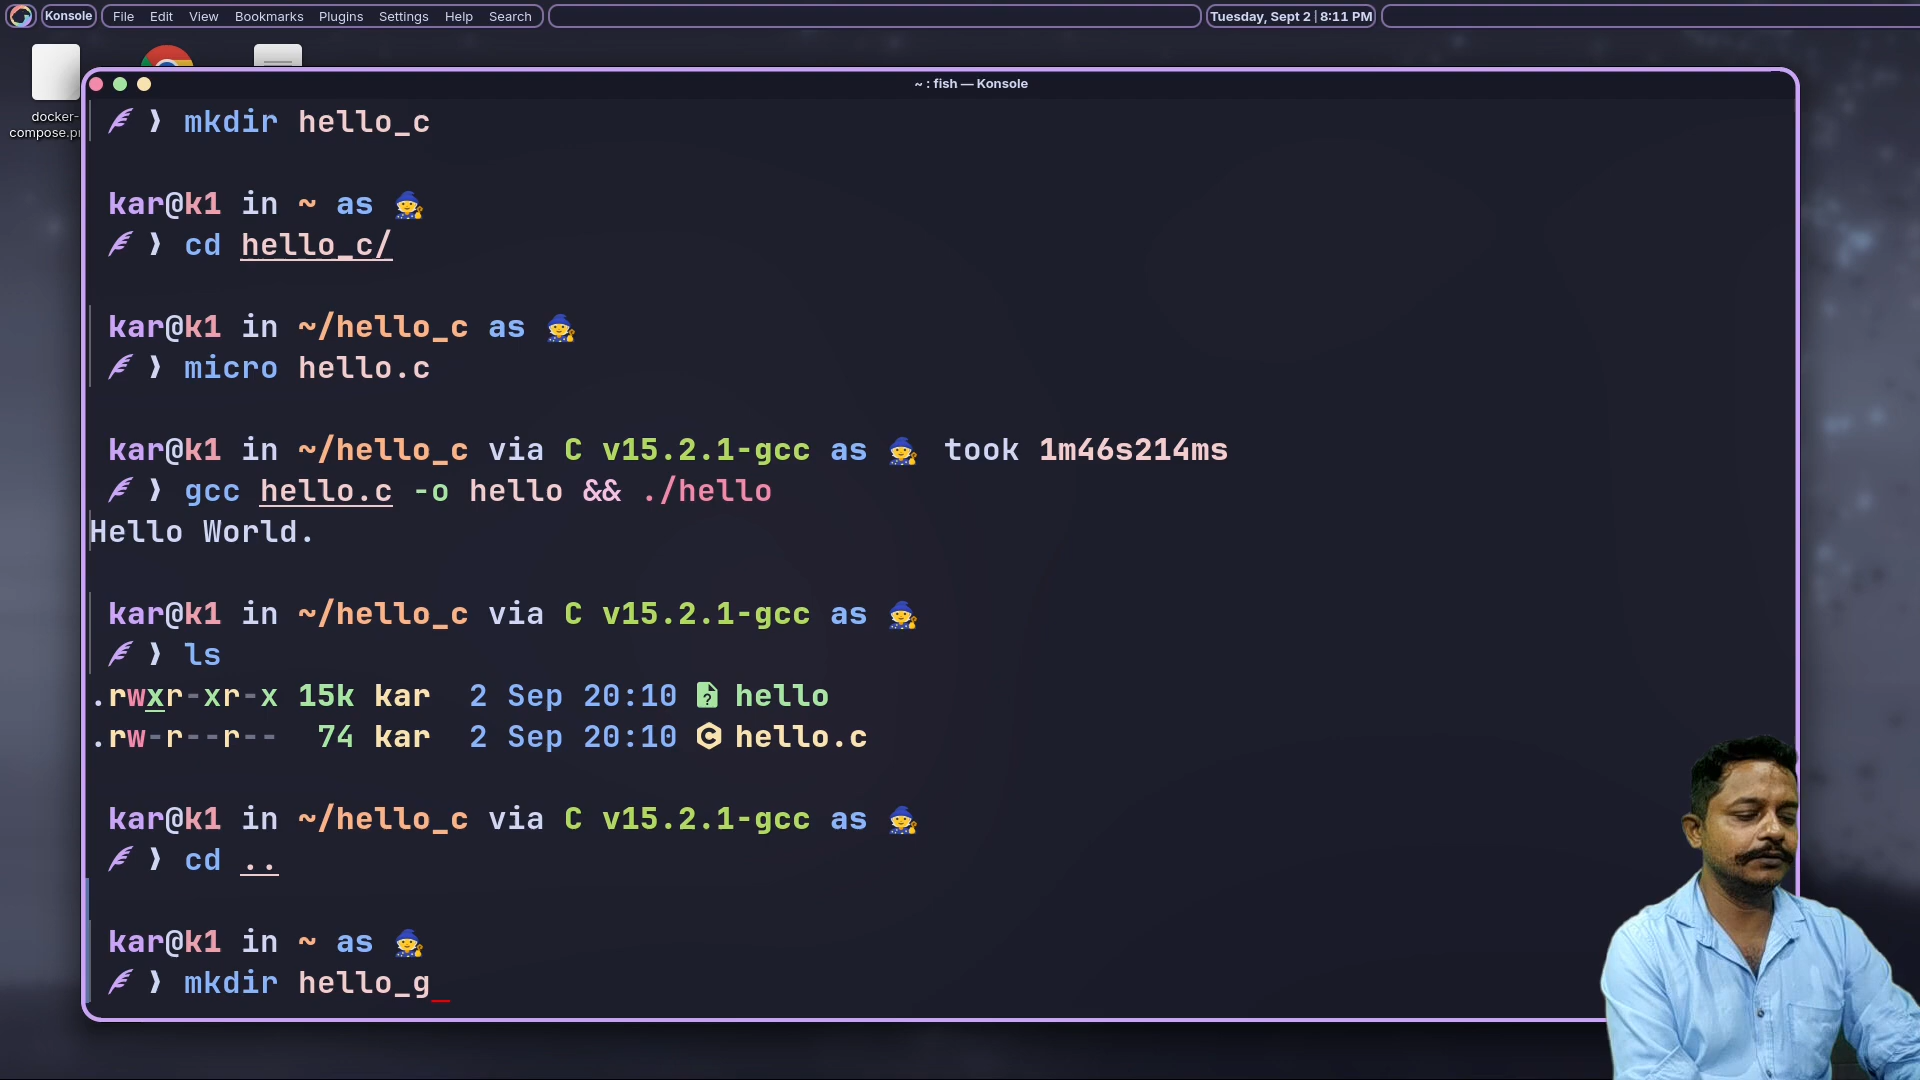 Konsole File Edit View Bookmarks Plugins Settings Help Search Tuesday, Sept 2 | 8:11 PM
docker-
~ : fish — Konsole
❯ mkdir hello_c
kar@k1 in ~ as
❯ cd hello_c/
kar@k1 in ~/hello_c as
❯ micro hello.c
kar@k1 in ~/hello_c via C v15.2.1-gcc as took 1m46s214ms
❯ gcc hello.c -o hello && ./hello
Hello World.
kar@k1 in ~/hello_c via C v15.2.1-gcc as
❯ ls
.rwxr-xr-x 15k kar 2 Sep 20:10 hello
.rw-r--r-- 74 kar 2 Sep 20:10 hello.c
kar@k1 in ~/hello_c via C v15.2.1-gcc as
❯ cd ..
kar@k1 in ~ as
❯ mkdir hello_g